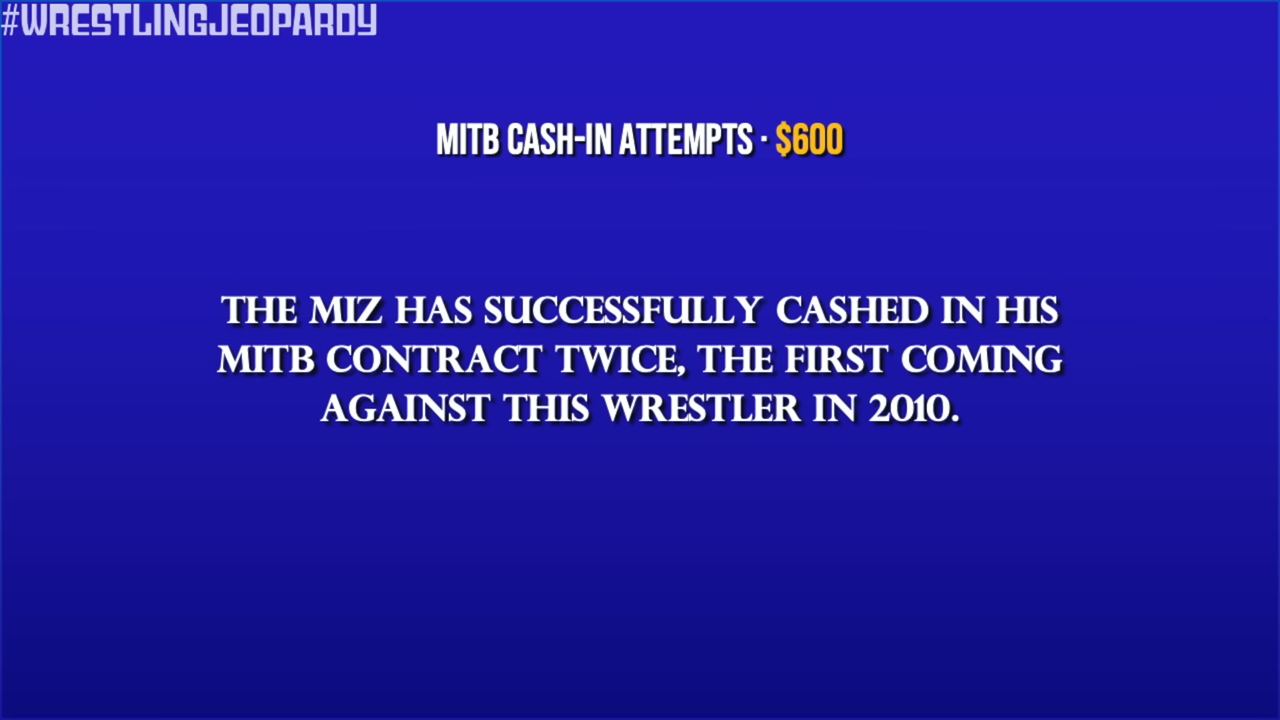 #WRESTLINGJEOPARDY
MITB CASH-IN ATTEMPTS · $600
THE MIZ HAS SUCCESSFULLY CASHED IN HIS
MITB CONTRACT TWICE, THE FIRST COMING
AGAINST THIS WRESTLER IN 2010.